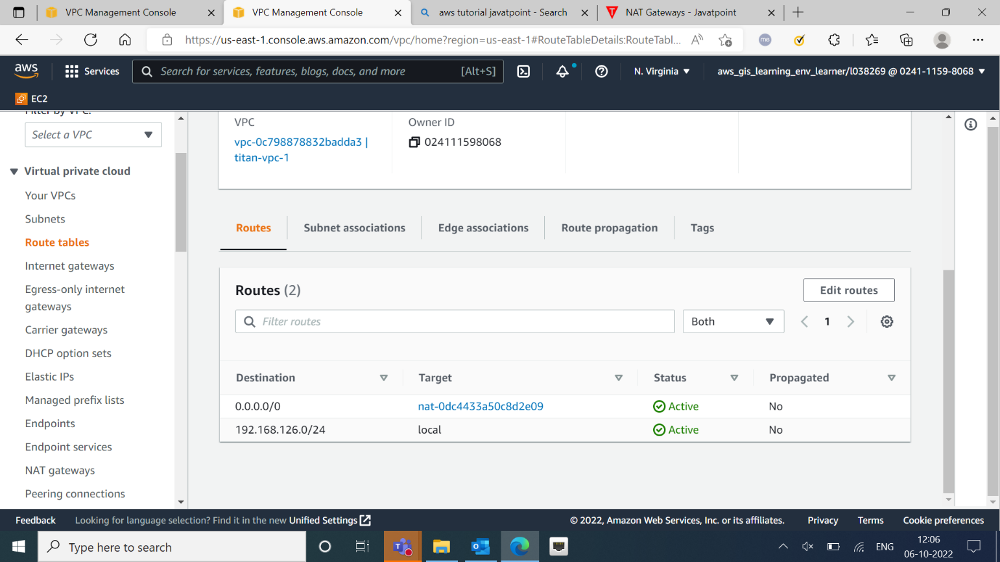 VPC Management Console
VPC Management Console
aws tutorial javatpoint - Search
NAT Gateways - Javatpoint
https://us-east-1.console.aws.amazon.com/vpc/home?region=us-east-1#RouteTableDetails:RouteTabl...
me
aws
Services
Search for services, features, blogs, docs, and more
[Alt+S]
N. Virginia
aws_gis_learning_env_learner/l038269 @ 0241-1159-8068
EC2
Filter by VPC:
Select a VPC
Virtual private cloud
Your VPCs
Subnets
Route tables
Internet gateways
Egress-only internet
gateways
Carrier gateways
DHCP option sets
Elastic IPs
Managed prefix lists
Endpoints
Endpoint services
NAT gateways
Peering connections
VPC
vpc-0c798878832badda3 |
titan-vpc-1
Owner ID
024111598068
Routes
Subnet associations
Edge associations
Route propagation
Tags
Routes (2)
Edit routes
Filter routes
Both
1
Destination Target Status Propagated
0.0.0.0/0 nat-0dc4433a50c8d2e09 Active No
192.168.126.0/24 local Active No
Feedback
Looking for language selection? Find it in the new Unified Settings
© 2022, Amazon Web Services, Inc. or its affiliates.
Privacy
Terms
Cookie preferences
Type here to search
ENG
12:06
06-10-2022